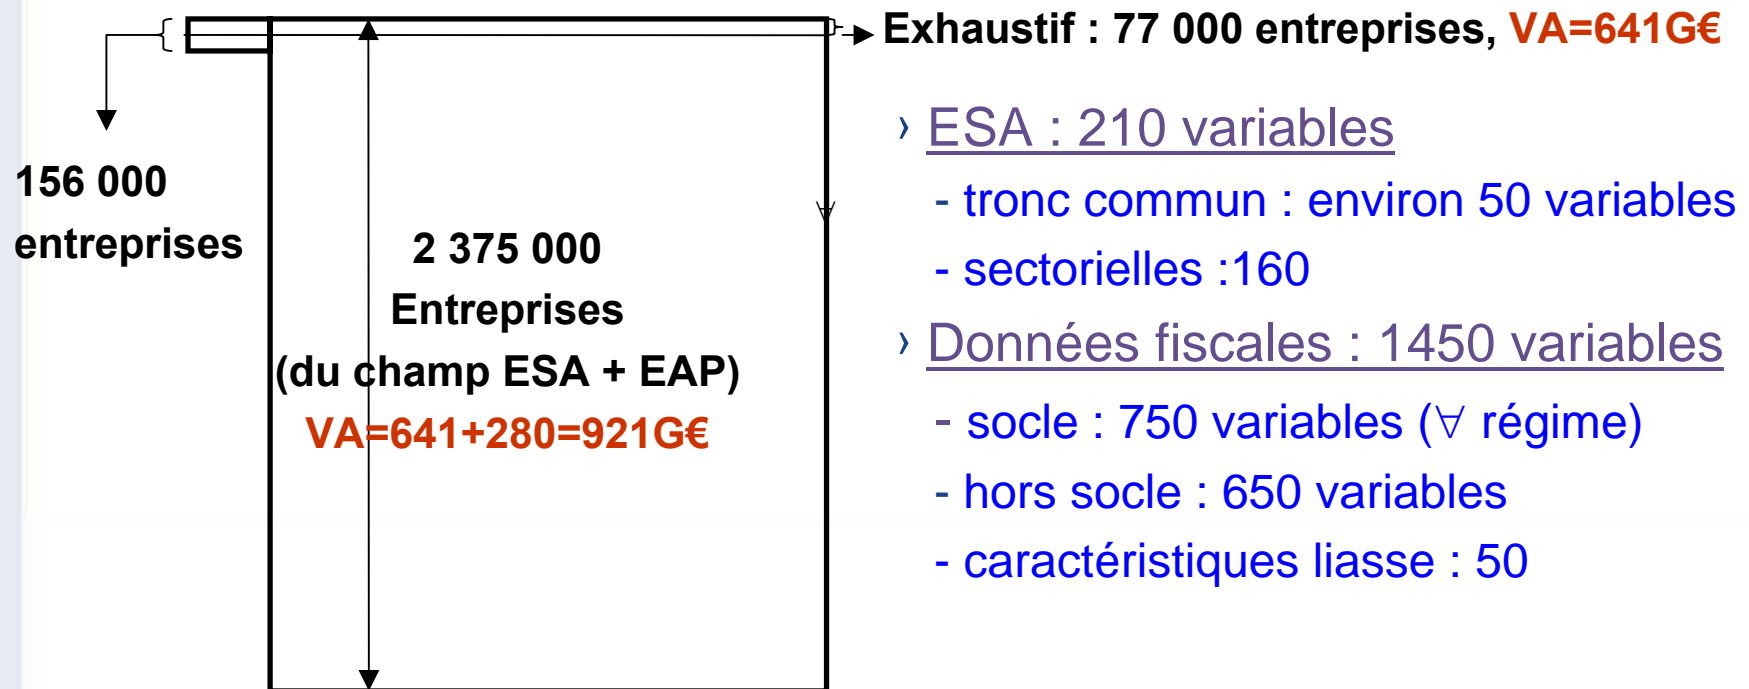 Exhaustif : 77 000 entreprises, VA=641G€
156 000
entreprises
2 375 000
Entreprises
(du champ ESA + EAP)
VA=641+280=921G€
› ESA : 210 variables
- tronc commun : environ 50 variables
- sectorielles :160
› Données fiscales : 1450 variables
- socle : 750 variables (∀ régime)
- hors socle : 650 variables
- caractéristiques liasse : 50